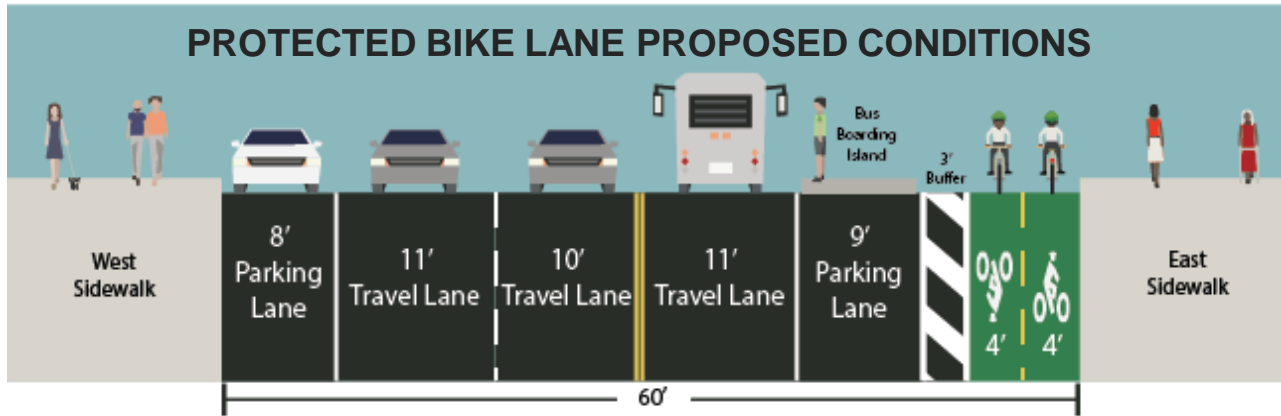 PROTECTED BIKE LANE PROPOSED CONDITIONS
Bus
Boarding
Island
3'
Buffer
West
Sidewalk
8'
Parking
Lane
11'
Travel Lane
10'
Travel Lane
11'
Travel Lane
9'
Parking
Lane
4'
4'
East
Sidewalk
60'